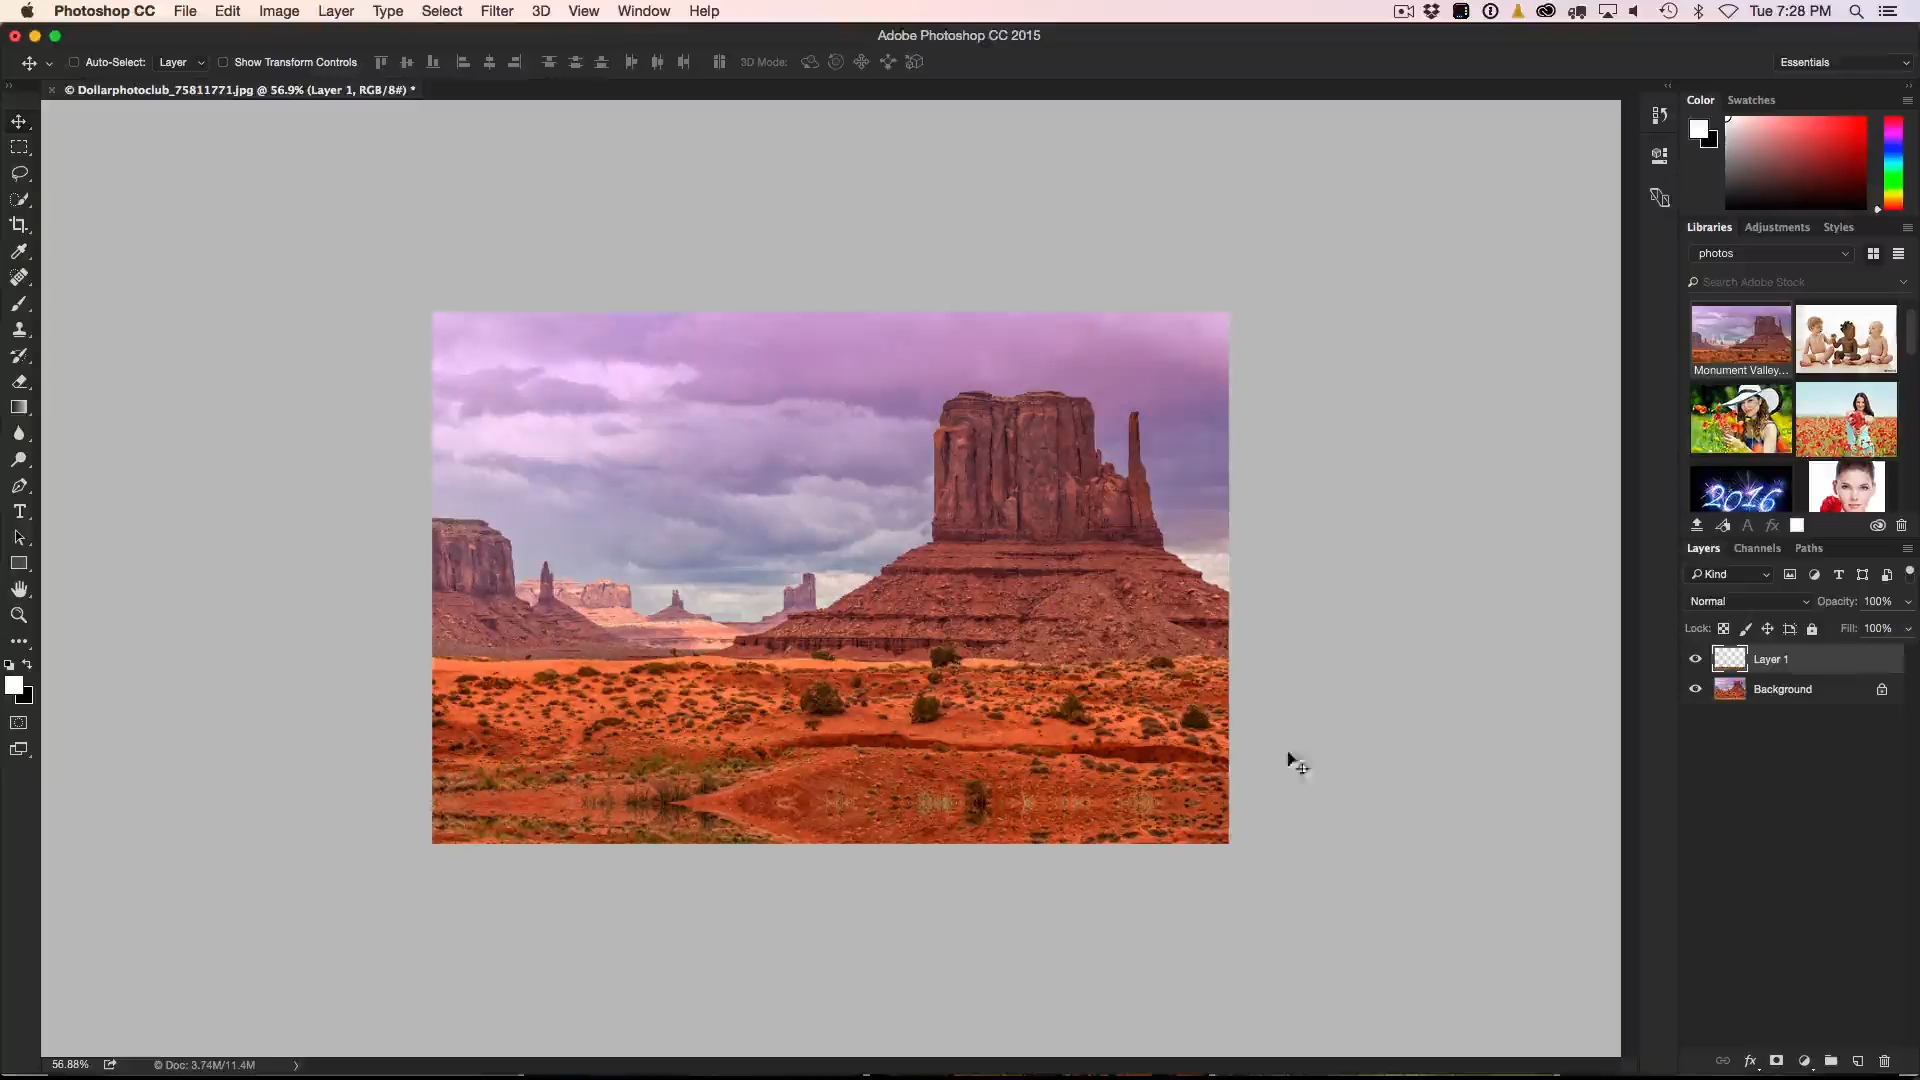 Photoshop CC File Edit Image Layer Type Select Filter 3D View Window Help Tue 7:28 PM
Adobe Photoshop CC 2015
Auto-Select: Layer Show Transform Controls 3D Mode: Essentials
© Dollarphotoclub_75811771.jpg @ 56.9% (Layer 1, RGB/8#) *
Color Swatches
Libraries Adjustments Styles
photos
Search Adobe Stock
Monument Valley...
2016
Layers Channels Paths
Kind
Normal Opacity: 100%
Lock: Fill: 100%
Layer 1
Background
56.88% © Doc: 3.74M/11.4M